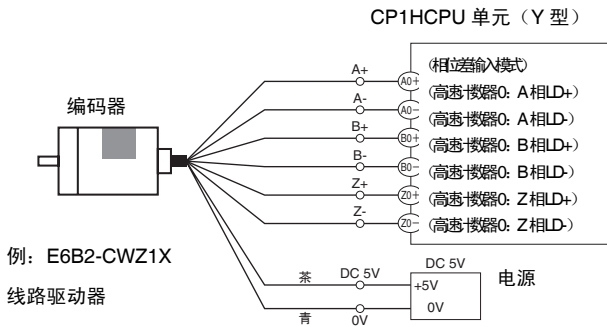 CP1HCPU 单元（Y 型）
编码器
A+
A0+
(相位差输入模式)
(高速计数器0: A相LD+)
A-
A0-
(高速计数器0: A相LD-)
B+
B0+
(高速计数器0: B相LD+)
B-
B0-
(高速计数器0: B相LD-)
Z+
Z0+
(高速计数器0: Z相LD+)
Z-
Z0-
(高速计数器0: Z相LD-)
例：E6B2-CWZ1X
线路驱动器
茶
DC 5V
DC 5V
+5V
电源
青
0V
0V